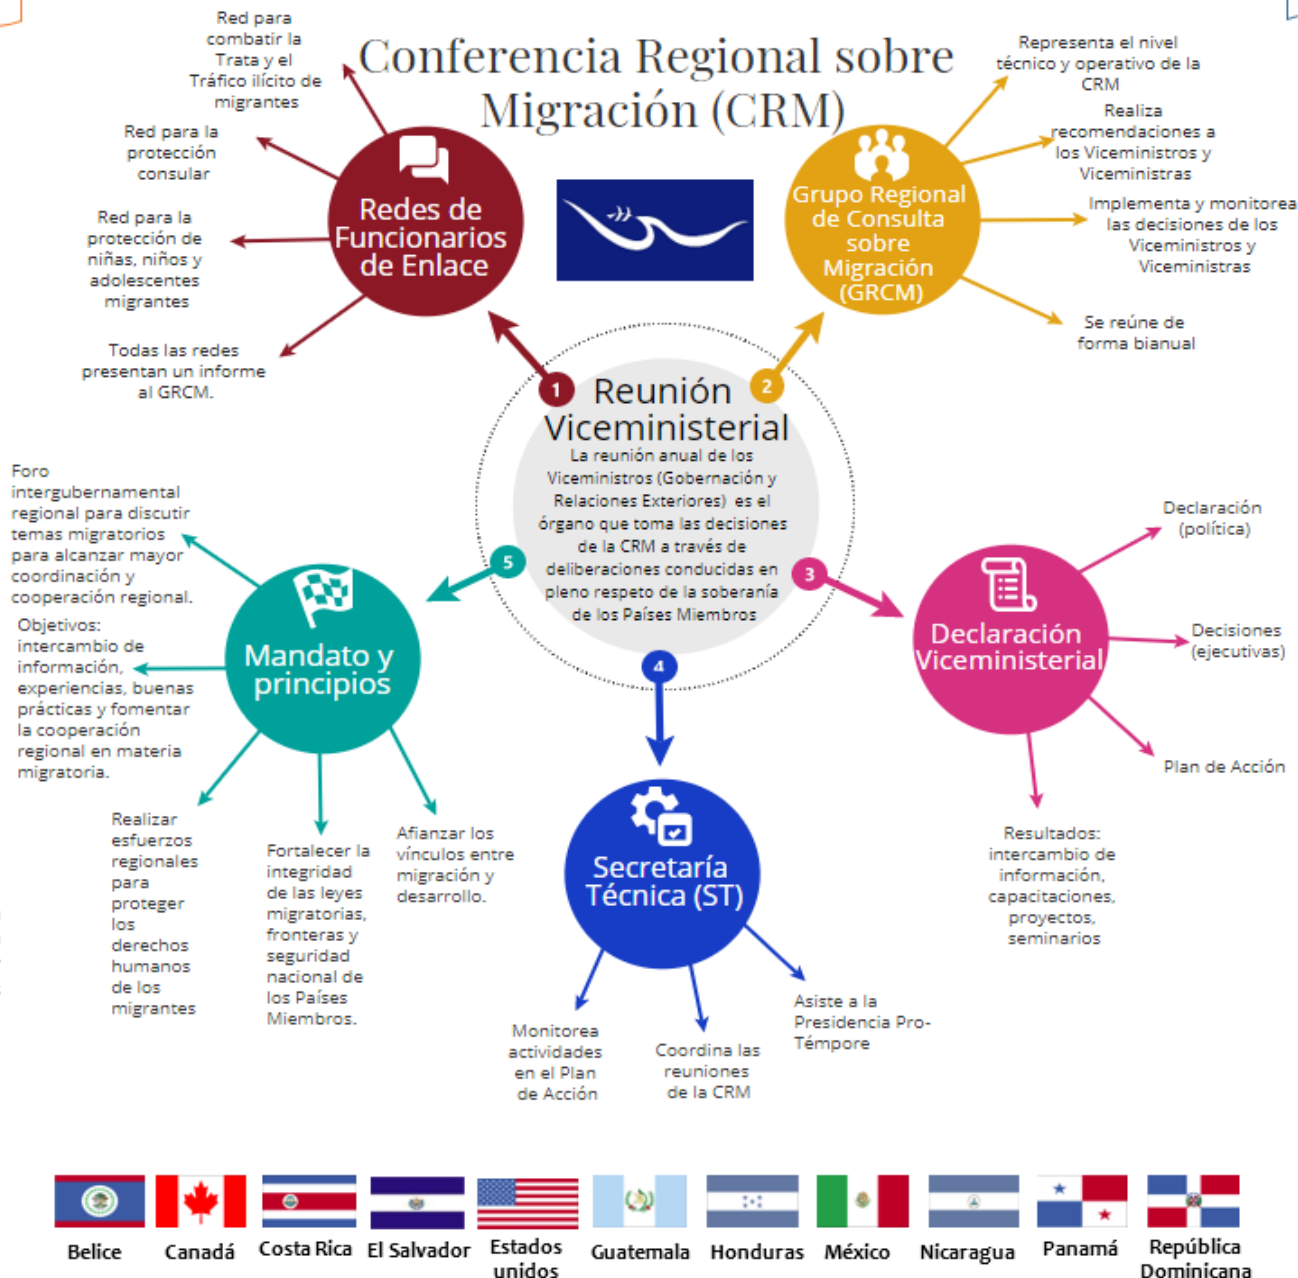 Conferencia Regional sobre
Migración (CRM)
Red para
combatir la
Trata y el
Tráfico ilícito de
migrantes
Red para la
protección
consular
Red para la
protección de
niñas, niños y
adolescentes
migrantes
Todas las redes
presentan un informe
al GRCM.
Redes de
Funcionarios
de Enlace
Grupo Regional
de Consulta
sobre
Migración
(GRCM)
Representa el nivel
técnico y operativo de la
CRM
Realiza
recomendaciones a
los Viceministros y
Viceministras
Implementa y monitorea
las decisiones de los
Viceministros y
Viceministras
Se reúne de
forma bianual
1
2
Reunión
Viceministerial
La reunión anual de los
Viceministros (Gobernación y
Relaciones Exteriores) es el
órgano que toma las decisiones
de la CRM a través de
deliberaciones conducidas en
pleno respeto de la soberanía
de los Países Miembros
5
3
4
Foro
intergubernamental
regional para discutir
temas migratorios
para alcanzar mayor
coordinación y
cooperación regional.
Objetivos:
intercambio de
información,
experiencias, buenas
prácticas y fomentar
la cooperación
regional en materia
migratoria.
Mandato y
principios
Realizar
esfuerzos
regionales
para
proteger
los
derechos
humanos
de los
migrantes
Fortalecer la
integridad
de las leyes
migratorias,
fronteras y
seguridad
nacional de
los Países
Miembros.
Afianzar los
vínculos entre
migración y
desarrollo.
Declaración
Viceministerial
Declaración
(política)
Decisiones
(ejecutivas)
Plan de Acción
Resultados:
intercambio de
información,
capacitaciones,
proyectos,
seminarios
Secretaría
Técnica (ST)
Monitorea
actividades
en el Plan
de Acción
Coordina las
reuniones
de la CRM
Asiste a la
Presidencia Pro-
Témpore
Belice
Canadá
Costa Rica
El Salvador
Estados
unidos
Guatemala
Honduras
México
Nicaragua
Panamá
República
Dominicana